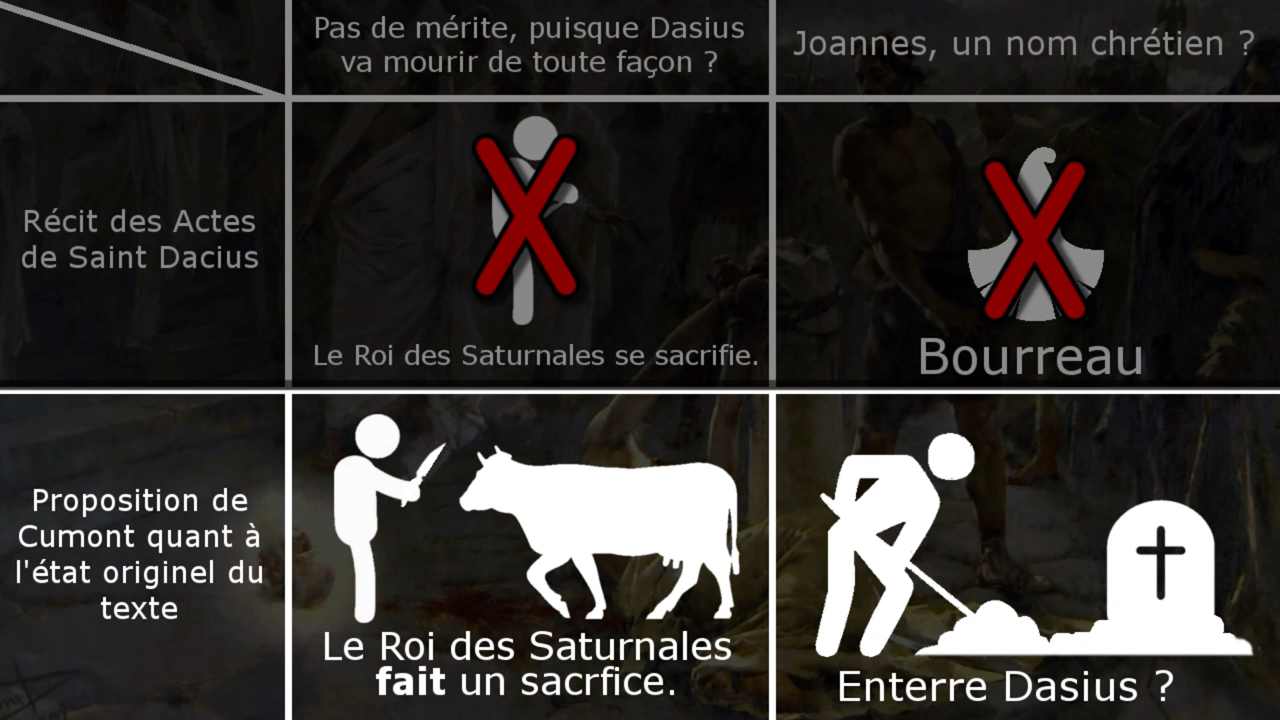 Pas de mérite, puisque Dasius
va mourir de toute façon ?
Joannes, un nom chrétien ?
Récit des Actes
de Saint Dacius
Le Roi des Saturnales se sacrifie.
Bourreau
Proposition de
Cumont quant à
l'état originel du
texte
Le Roi des Saturnales
fait un sacrfice.
Enterre Dasius ?